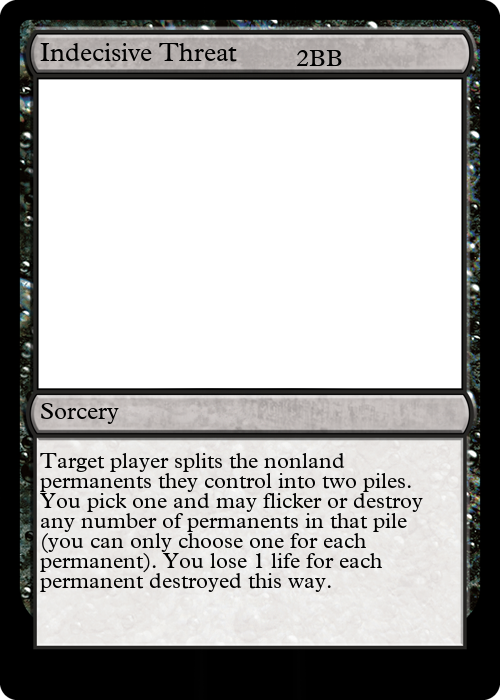 Indecisive Threat 2BB
Sorcery
Target player splits the nonland
permanents they control into two piles.
You pick one and may flicker or destroy
any number of permanents in that pile
(you can only choose one for each
permanent). You lose 1 life for each
permanent destroyed this way.